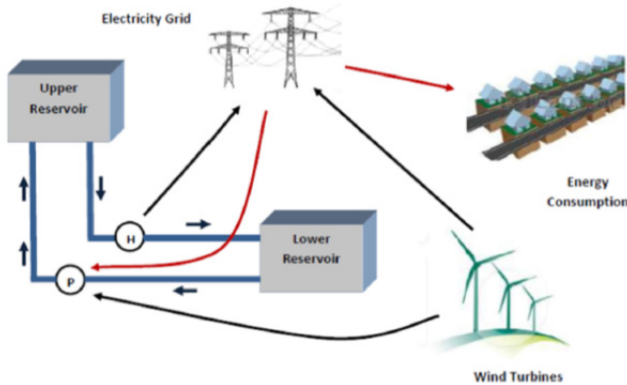 Electricity Grid
Upper
Reservoir
H
Lower
Reservoir
P
Energy
Consumption
Wind Turbines